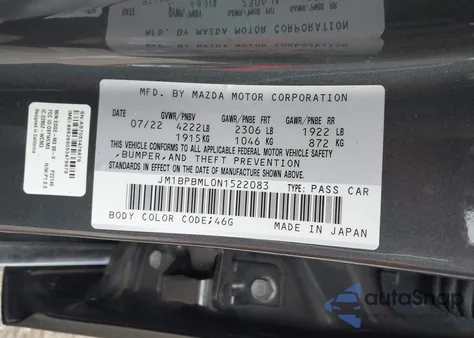 MAZDA MOTOR CORPORATION
MFD. BY MAZDA MOTOR CORPORATION
GVWR/PNBV GAWR/PNBE FRT GAWR/PNBE RR
07/22 4222LB 2306 LB 1922 LB
1915KG 1046 KG 872 KG
THIS VEHICLE CONFORMS TO ALL APPLICABLE FEDERAL MOTOR VEHICLE SAFETY
,BUMPER,AND THEFT PREVENTION
STANDARDS IN EFFECT ON THE DATE OF MANUFACTURE SHOWN ABOVE.
JM1BPBML0N1522083 TYPE: PASS CAR
BODY COLOR CODE;46G
MADE IN JAPAN
autoSnap